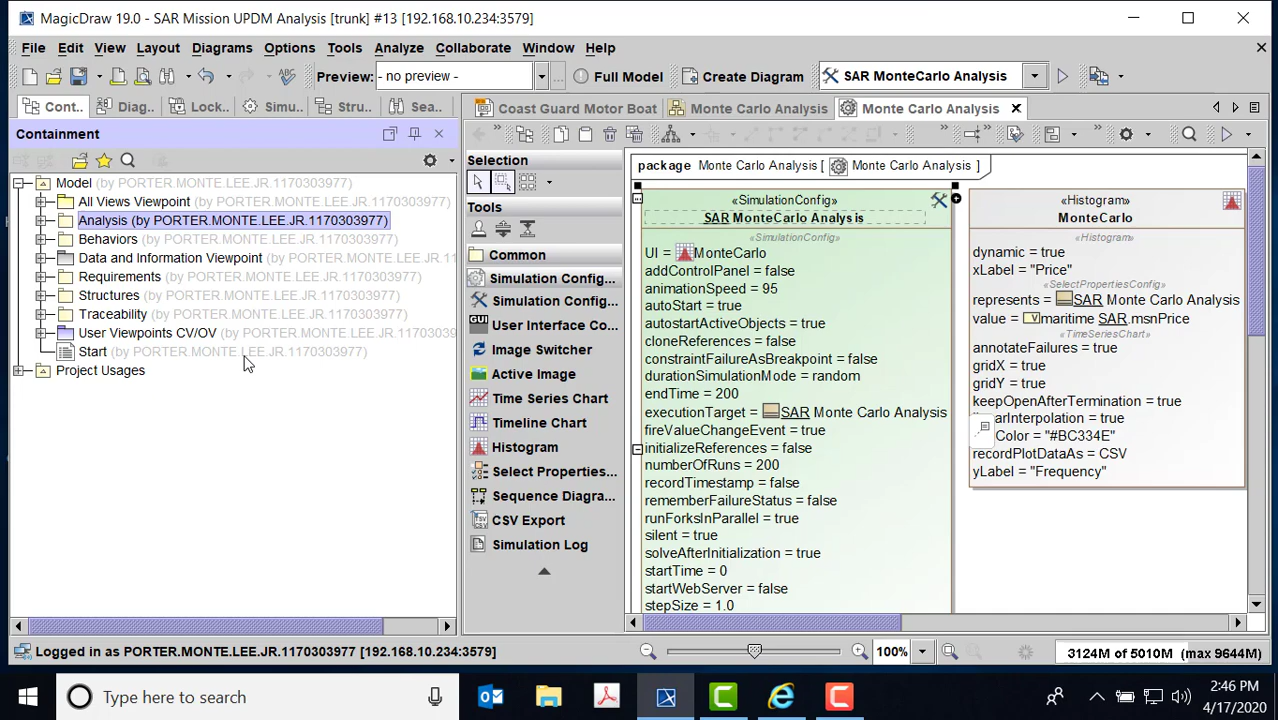 MagicDraw 19.0 - SAR Mission UPDM Analysis [trunk] #13 [192.168.10.234:3579]
File Edit View Layout Diagrams Options Tools Analyze Collaborate Window Help
Preview: - no preview - Full Model Create Diagram SAR MonteCarlo Analysis
Cont.. Diag.. Lock.. Simu.. Stru.. Sea..
Coast Guard Motor Boat Monte Carlo Analysis Monte Carlo Analysis
Containment
Model (by PORTER.MONTE.LEE.JR.1170303977)
All Views Viewpoint (by PORTER.MONTE.LEE.JR.1170303977)
Analysis (by PORTER.MONTE.LEE.JR.1170303977)
Behaviors (by PORTER.MONTE.LEE.JR.1170303977)
Data and Information Viewpoint (by PORTER.MONTE.LEE.JR.
Requirements (by PORTER.MONTE.LEE.JR.1170303977)
Structures (by PORTER.MONTE.LEE.JR.1170303977)
Traceability (by PORTER.MONTE.LEE.JR.1170303977)
User Viewpoints CV/OV (by PORTER.MONTE.LEE.JR.1170303977
Start (by PORTER.MONTE.LEE.JR.1170303977)
Project Usages
Selection
Tools
Common
Simulation Config...
Simulation Config...
GUI User Interface Co...
Image Switcher
Active Image
Time Series Chart
Timeline Chart
Histogram
Select Properties...
Sequence Diagra...
TSV CSV CSV Export
Simulation Log
package Monte Carlo Analysis [ Monte Carlo Analysis ]
«SimulationConfig»
SAR MonteCarlo Analysis
«SimulationConfig»
UI = MonteCarlo
addControlPanel = false
animationSpeed = 95
autoStart = true
autostartActiveObjects = true
cloneReferences = false
constraintFailureAsBreakpoint = false
durationSimulationMode = random
endTime = 200
executionTarget = SAR Monte Carlo Analysis
fireValueChangeEvent = true
initializeReferences = false
numberOfRuns = 200
recordTimestamp = false
rememberFailureStatus = false
runForksInParallel = true
silent = true
solveAfterInitialization = true
startTime = 0
startWebServer = false
stepSize = 1.0
«Histogram»
MonteCarlo
«Histogram»
dynamic = true
xLabel = "Price"
«SelectPropertiesConfig»
represents = SAR Monte Carlo Analysis
value = V maritime SAR.msnPrice
«TimeSeriesChart»
annotateFailures = true
gridX = true
gridY = true
keepOpenAfterTermination = true
arInterpolation = true
Color = "#BC334E"
recordPlotDataAs = CSV
yLabel = "Frequency"
Logged in as PORTER.MONTE.LEE.JR.1170303977 [192.168.10.234:3579]
100%
3124M of 5010M (max 9644M)
Type here to search
2:46 PM
4/17/2020